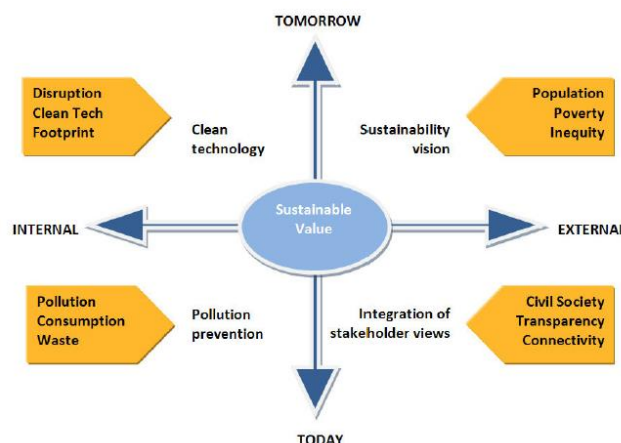 TOMORROW
Disruption
Clean Tech
Footprint
Clean
technology
Sustainability
vision
Population
Poverty
Inequity
INTERNAL
Sustainable
Value
EXTERNAL
Pollution
Consumption
Waste
Pollution
prevention
Integration of
stakeholder views
Civil Society
Transparency
Connectivity
TODAY